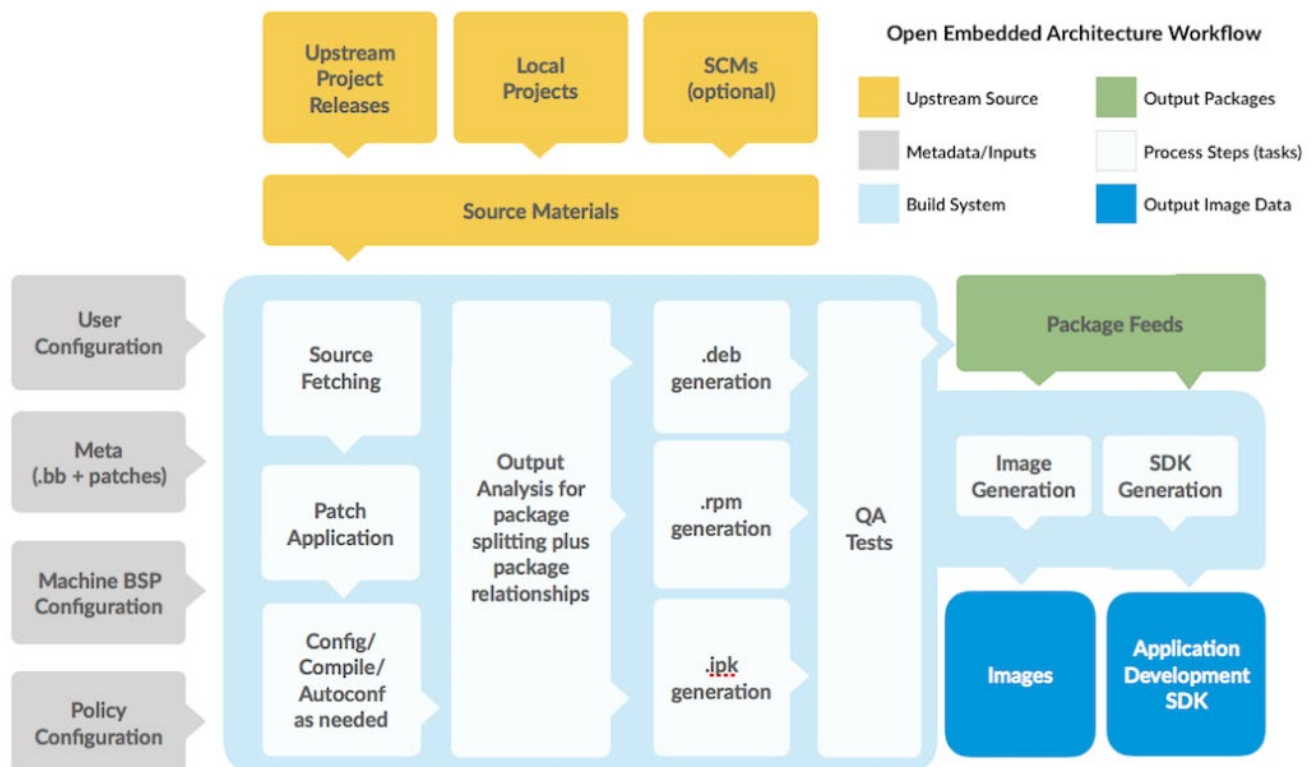 Upstream
Project
Releases
Local
Projects
SCMs
(optional)
Open Embedded Architecture Workflow
Upstream Source
Output Packages
Metadata/Inputs
Process Steps (tasks)
Build System
Output Image Data
Source Materials
User
Configuration
Meta
(.bb + patches)
Machine BSP
Configuration
Policy
Configuration
Source
Fetching
Patch
Application
Config/
Compile/
Autoconf
as needed
Output
Analysis for
package
splitting plus
package
relationships
.deb
generation
.rpm
generation
.ipk
generation
QA
Tests
Package Feeds
Image
Generation
SDK
Generation
Images
Application
Development
SDK